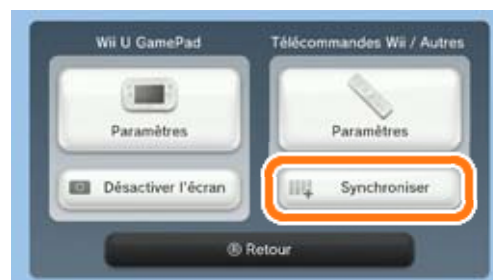 Wii U GamePad
Télécommandes Wii / Autres
Paramètres
Paramètres
Désactiver l'écran
Synchroniser
Ⓑ Retour